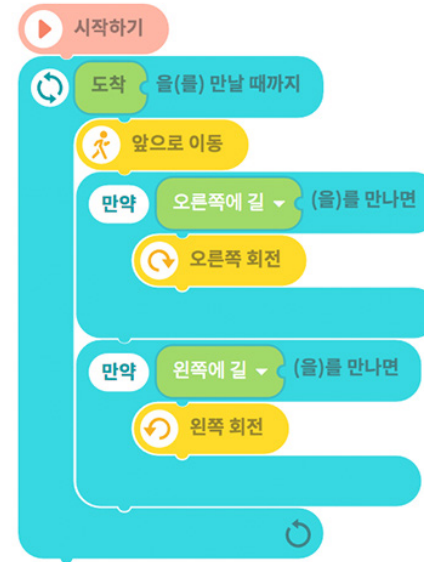 시작하기
도착 을(를) 만날 때까지
앞으로 이동
만약 오른쪽에 길 (을)를 만나면
오른쪽 회전
만약 왼쪽에 길 (을)를 만나면
왼쪽 회전